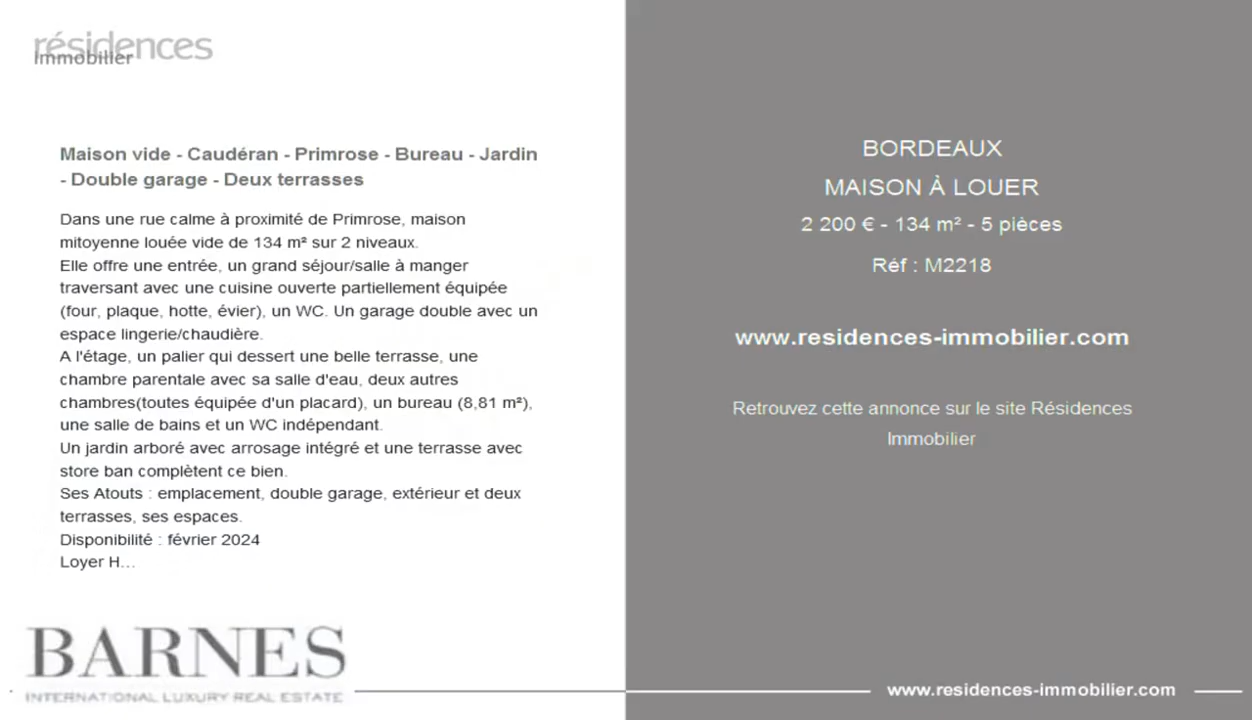 résidences
Immobilier
Maison vide - Caudéran - Primrose - Bureau - Jardin
- Double garage - Deux terrasses
Dans une rue calme à proximité de Primrose, maison
mitoyenne louée vide de 134 m² sur 2 niveaux.
Elle offre une entrée, un grand séjour/salle à manger
traversant avec une cuisine ouverte partiellement équipée
(four, plaque, hotte, évier), un WC. Un garage double avec un
espace lingerie/chaudière.
A l'étage, un palier qui dessert une belle terrasse, une
chambre parentale avec sa salle d'eau, deux autres
chambres(toutes équipée d'un placard), un bureau (8,81 m²),
une salle de bains et un WC indépendant.
Un jardin arboré avec arrosage intégré et une terrasse avec
store ban complètent ce bien.
Ses Atouts : emplacement, double garage, extérieur et deux
terrasses, ses espaces.
Disponibilité : février 2024
Loyer H...
BARNES
INTERNATIONAL LUXURY REAL ESTATE
BORDEAUX
MAISON À LOUER
2 200 € - 134 m² - 5 pièces
Réf : M2218
www.residences-immobilier.com
Retrouvez cette annonce sur le site Résidences
Immobilier
www.residences-immobilier.com